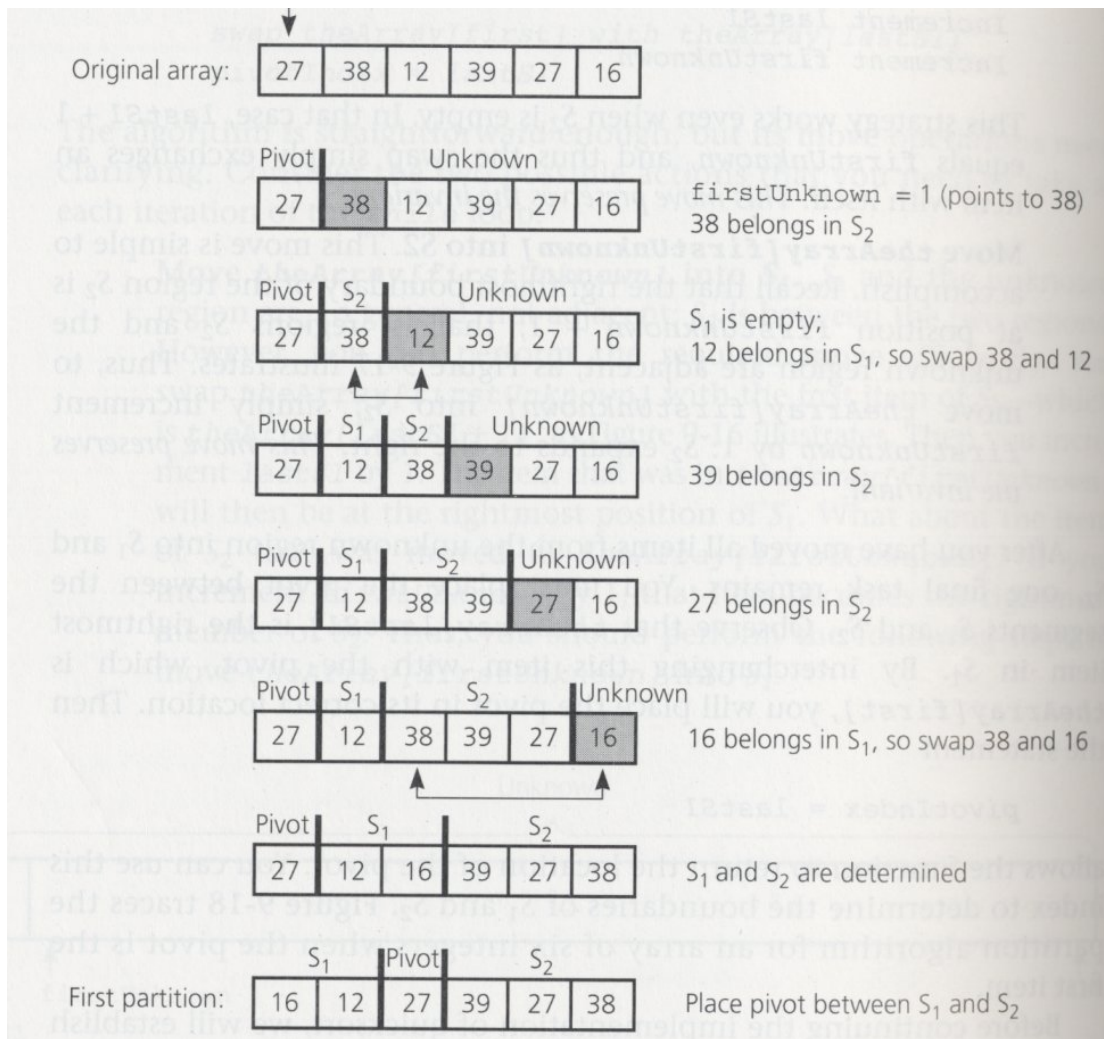 Original array: 27 38 12 39 27 16
Pivot Unknown
27 38 12 39 27 16
firstUnknown = 1 (points to 38)
38 belongs in S₂
Pivot S₂ Unknown
27 38 12 39 27 16
S₁ is empty;
12 belongs in S₁, so swap 38 and 12
Pivot S₁ S₂ Unknown
27 12 38 39 27 16
39 belongs in S₂
Pivot S₁ S₂ Unknown
27 12 38 39 27 16
27 belongs in S₂
Pivot S₁ S₂ Unknown
27 12 38 39 27 16
16 belongs in S₁, so swap 38 and 16
Pivot S₁ S₂
27 12 16 39 27 38
S₁ and S₂ are determined
S₁ Pivot S₂
First partition: 16 12 27 39 27 38
Place pivot between S₁ and S₂